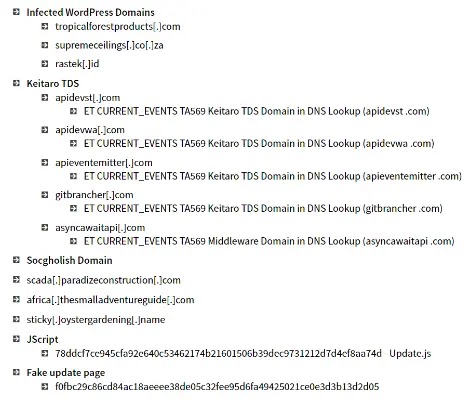 Infected WordPress Domains
tropicalforestproducts[.]com
supremeceilings[.]co[.]za
rastek[.]id
Keitaro TDS
apidevst[.]com
ET CURRENT_EVENTS TA569 Keitaro TDS Domain in DNS Lookup (apidevst .com)
apidevwa[.]com
ET CURRENT_EVENTS TA569 Keitaro TDS Domain in DNS Lookup (apidevwa .com)
apieventemitter[.]com
ET CURRENT_EVENTS TA569 Keitaro TDS Domain in DNS Lookup (apieventemitter .com)
gitbrancher[.]com
ET CURRENT_EVENTS TA569 Keitaro TDS Domain in DNS Lookup (gitbrancher .com)
asyncawaitapi[.]com
ET CURRENT_EVENTS TA569 Middleware Domain in DNS Lookup (asyncawaitapi .com)
Socgholish Domain
scada[.]paradizeconstruction[.]com
africa[.]thesmalladventureguide[.]com
sticky[.]oystergardening[.]name
JScript
78ddcf7ce945cfa92e640c53462174b21601506b39dec9731212d7d4ef8aa74d Update.js
Fake update page
f0fbc29c86cd84ac18aeeee38de05c32fee95d6fa49425021ce0e3d3b13d2d05